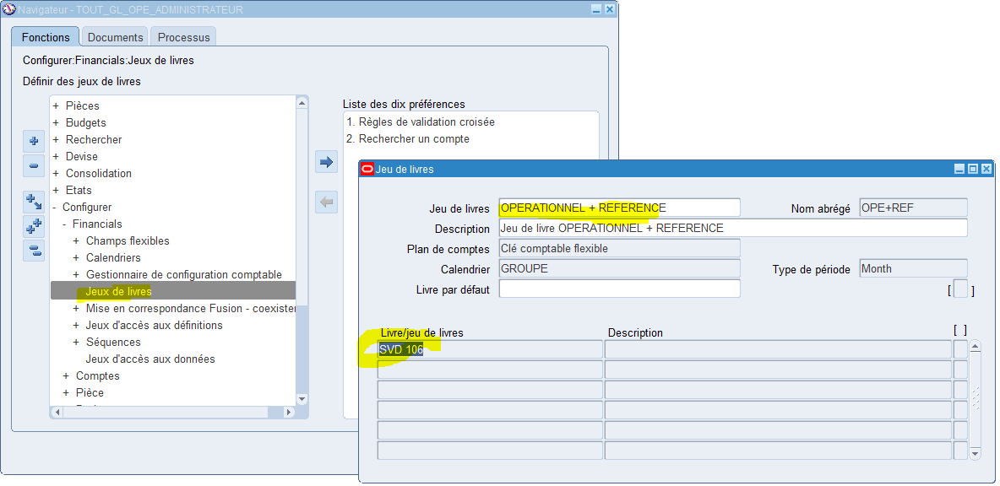 Navigateur - TOUT_GL_OPE_ADMINISTRATEUR
Fonctions
Documents
Processus
Configurer:Financials:Jeux de livres
Définir des jeux de livres
+ Pièces
+ Budgets
+ Rechercher
+ Devise
+ Consolidation
+ Etats
- Configurer
- Financials
+ Champs flexibles
+ Calendriers
+ Gestionnaire de configuration comptable
Jeux de livres
+ Mise en correspondance Fusion - coexister
+ Jeux d'accès aux définitions
+ Séquences
Jeux d'accès aux données
+ Comptes
+ Pièce
Liste des dix préférences
1. Règles de validation croisée
2. Rechercher un compte
Jeu de livres
Jeu de livres OPERATIONNEL + REFERENCE Nom abrégé OPE+REF
Description Jeu de livre OPERATIONNEL + REFERENCE
Plan de comptes Clé comptable flexible
Calendrier GROUPE Type de période Month
Livre par défaut [ ]
Livre/jeu de livres Description [ ]
SVD 106